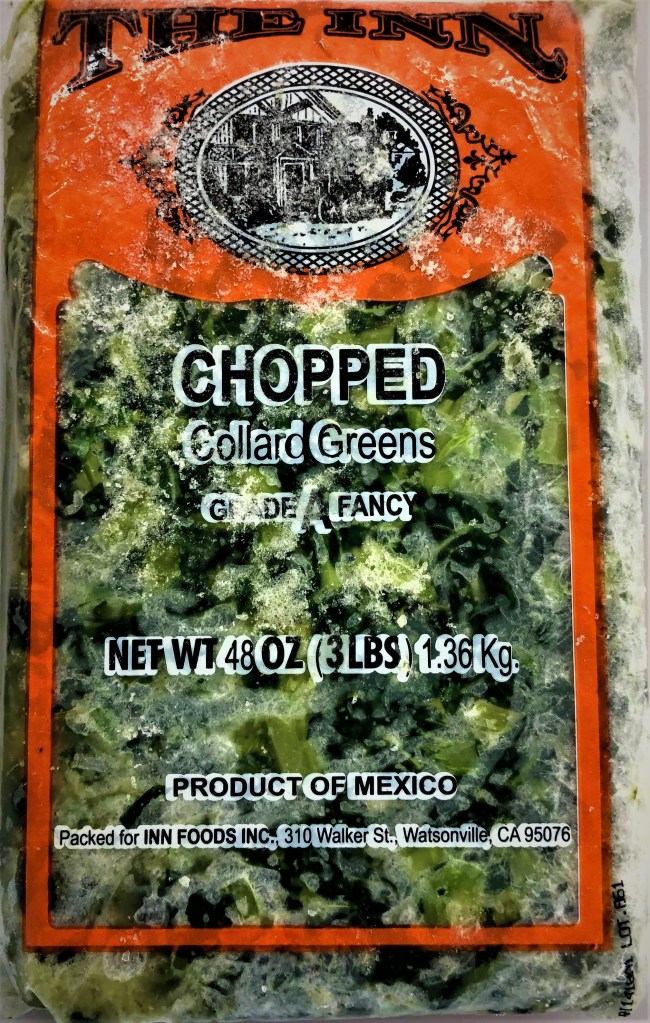 THE INN
CHOPPED
Collard Greens
GRADE A FANCY
NET WT 48 OZ (3 LBS) 1.36 Kg.
PRODUCT OF MEXICO
Packed for INN FOODS INC., 310 Walker St., Watsonville, CA 95076
LOT.